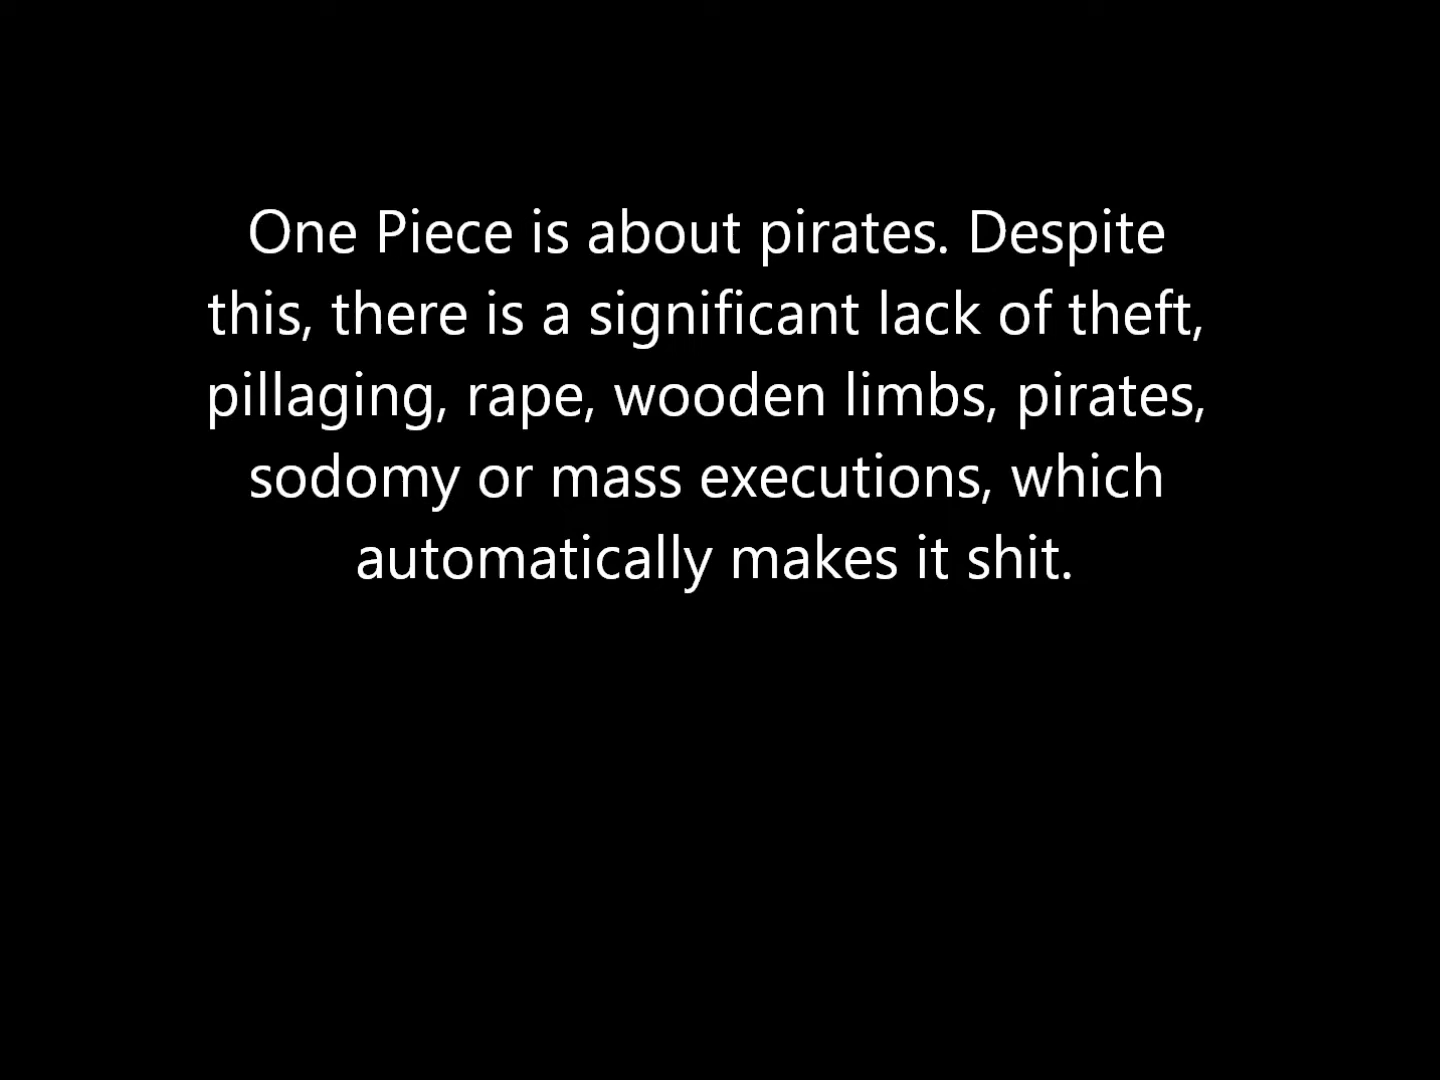 One Piece is about pirates. Despite
this, there is a significant lack of theft,
pillaging, rape, wooden limbs, pirates,
sodomy or mass executions, which
automatically makes it shit.